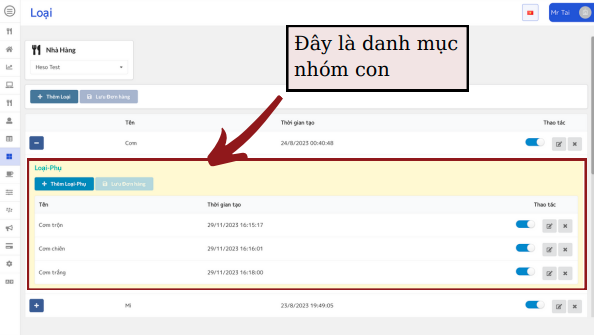 Loại
Mr Tai
Đây là danh mục
nhóm con
Nhà Hàng
Heso Test
+ Thêm Loại
Lưu Đơn hàng
Tên
Thời gian tạo
Thao tác
Cơm
24/8/2023 00:40:48
Loại-Phụ
+ Thêm Loại-Phụ
Lưu Đơn hàng
Tên
Thời gian tạo
Thao tác
Cơm trộn
29/11/2023 16:15:17
Cơm chiên
29/11/2023 16:16:01
Cơm trắng
29/11/2023 16:18:00
Mì
23/8/2023 19:49:05